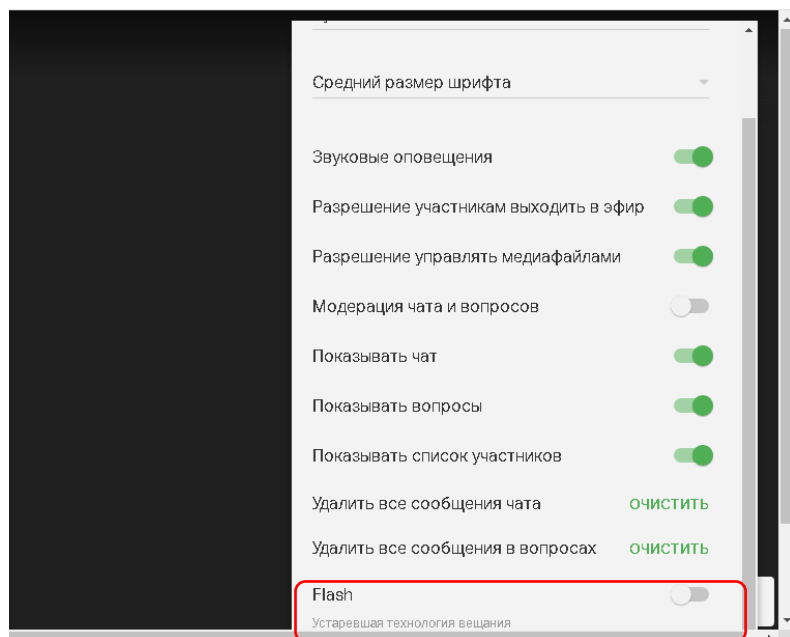 Средний размер шрифта
Звуковые оповещения
Разрешение участникам выходить в эфир
Разрешение управлять медиафайлами
Модерация чата и вопросов
Показывать чат
Показывать вопросы
Показывать список участников
Удалить все сообщения чата ОЧИСТИТЬ
Удалить все сообщения в вопросах ОЧИСТИТЬ
Flash
Устаревшая технология вещания